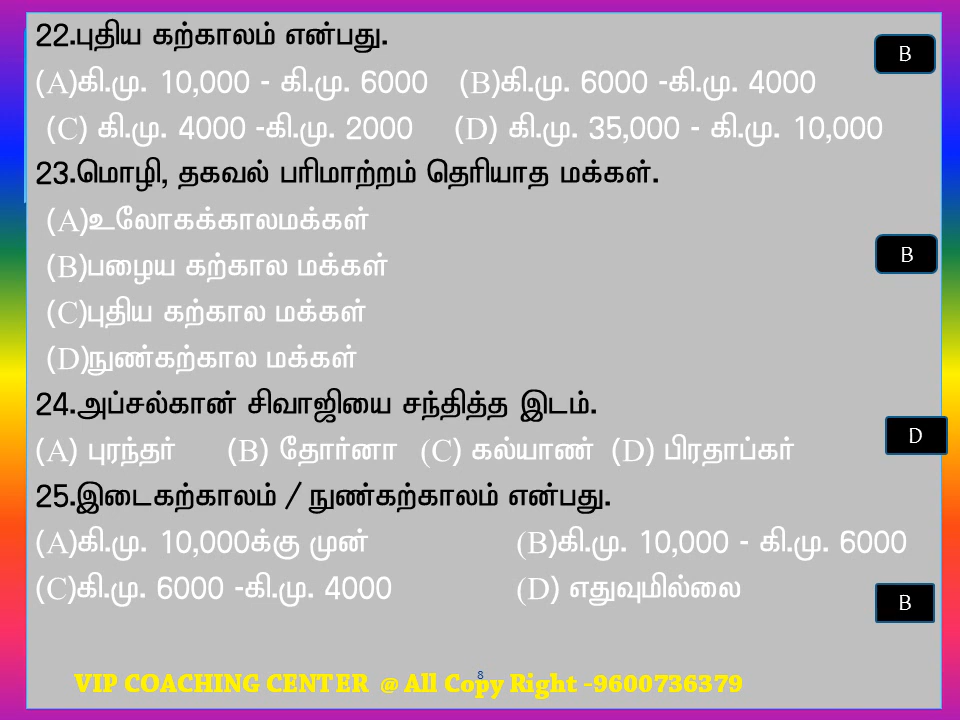 22.புதிய கற்காலம் என்பது.
B
(A)கி.மு. 10,000 - கி.மு. 6000 (B)கி.மு. 6000 -கி.மு. 4000
(C) கி.மு. 4000 -கி.மு. 2000 (D) கி.மு. 35,000 - கி.மு. 10,000
23.மொழி, தகவல் பரிமாற்றம் தெரியாத மக்கள்.
(A)உலோகக்காலமக்கள்
(B)பழைய கற்கால மக்கள்
B
(C)புதிய கற்கால மக்கள்
(D)நுண்கற்கால மக்கள்
24.அப்சல்கான் சிவாஜியை சந்தித்த இடம்.
D
(A) புரந்தர் (B) தோர்னா (C) கல்யாண் (D) பிரதாப்கர்
25.இடைகற்காலம் / நுண்கற்காலம் என்பது.
(A)கி.மு. 10,000க்கு முன் (B)கி.மு. 10,000 - கி.மு. 6000
(C)கி.மு. 6000 -கி.மு. 4000 (D) எதுவுமில்லை
B
8
VIP COACHING CENTER @ All Copy Right -9600736379